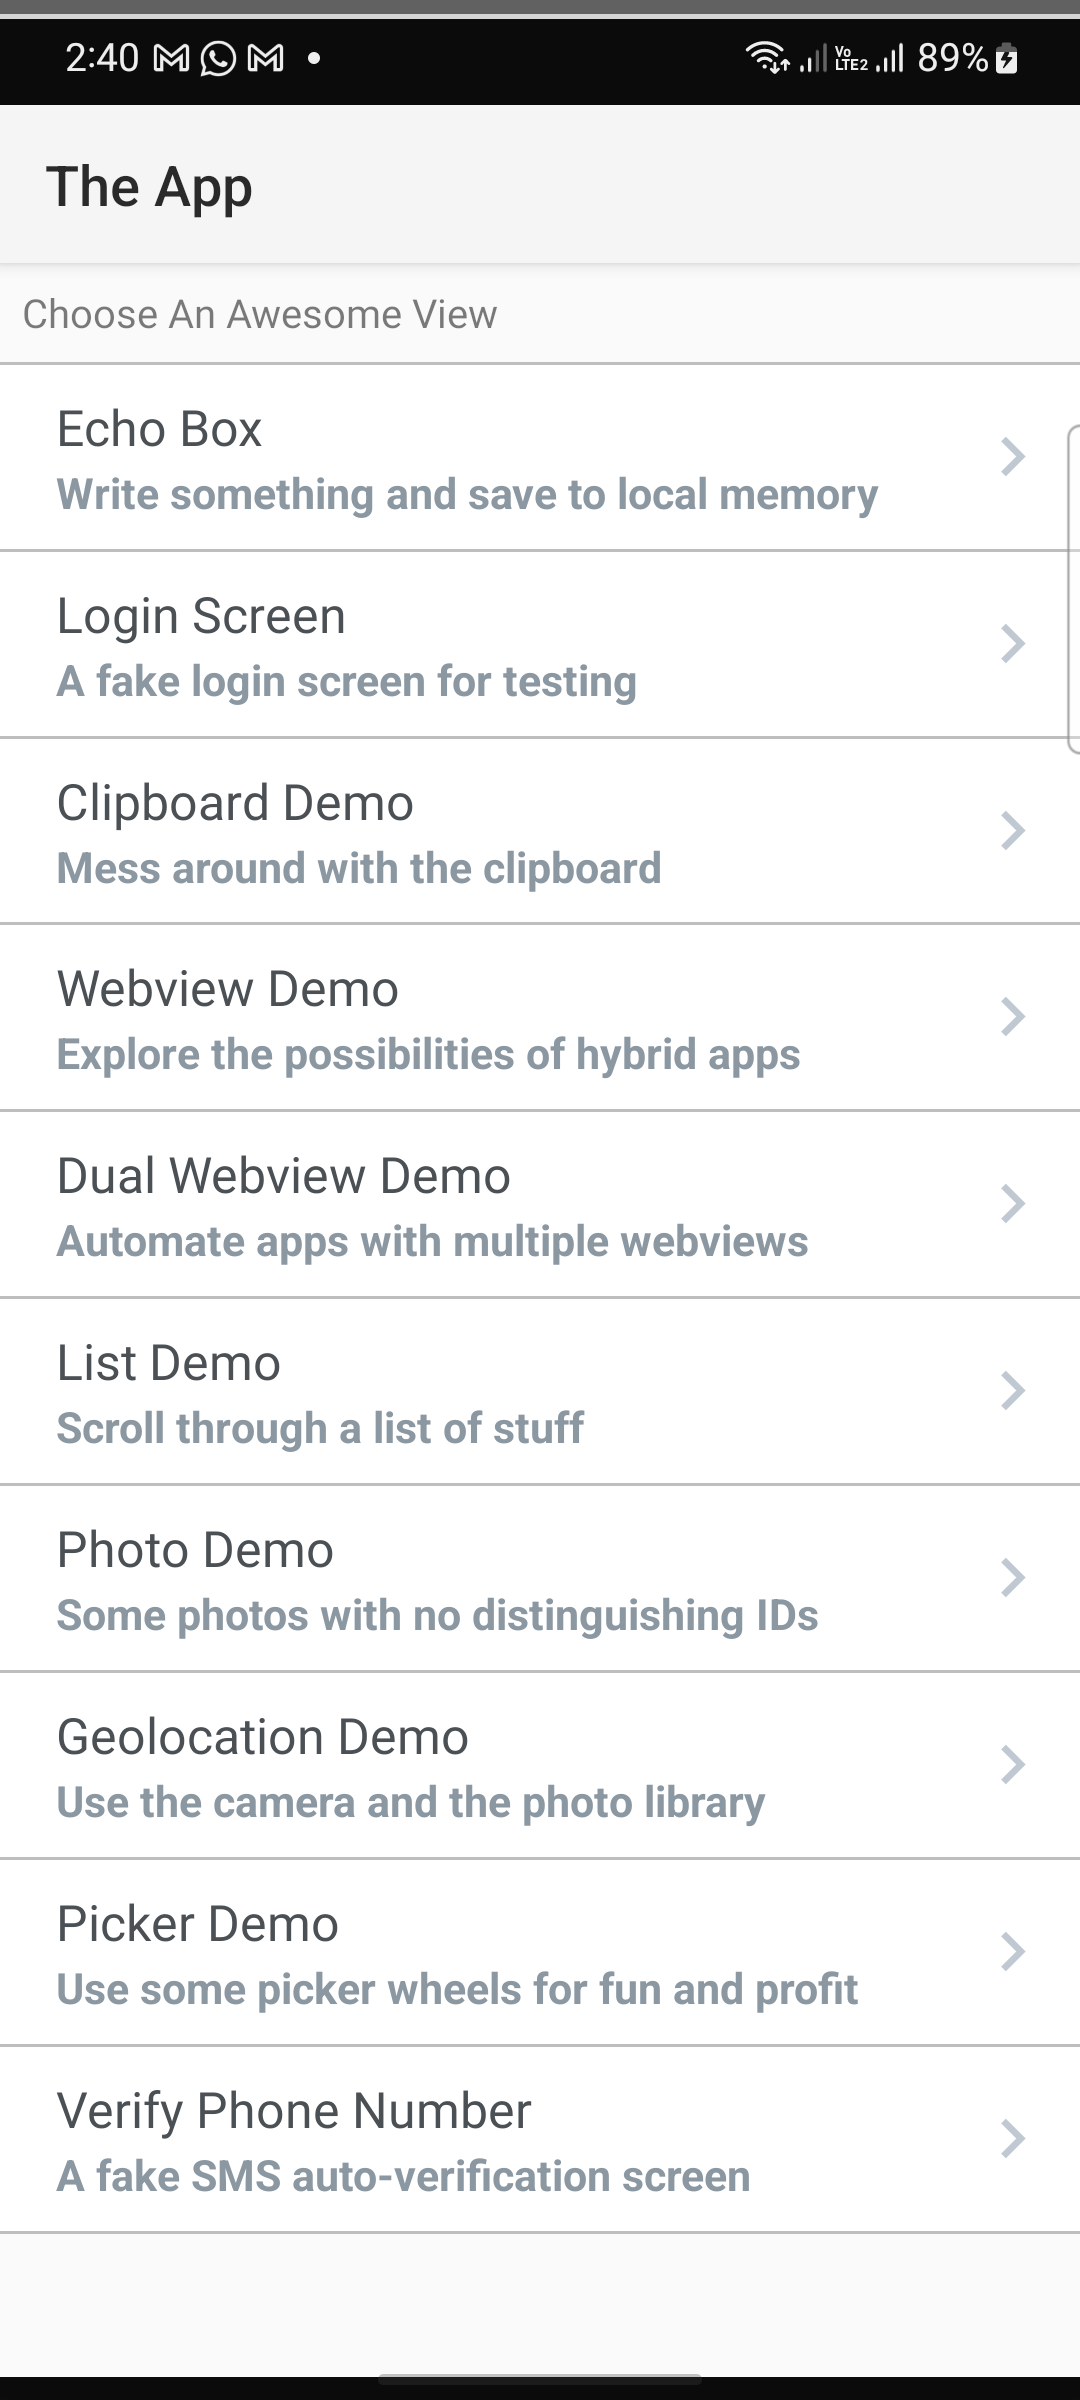 2:40 Vo LTE2 89%
The App
Choose An Awesome View
Echo Box
Write something and save to local memory
Login Screen
A fake login screen for testing
Clipboard Demo
Mess around with the clipboard
Webview Demo
Explore the possibilities of hybrid apps
Dual Webview Demo
Automate apps with multiple webviews
List Demo
Scroll through a list of stuff
Photo Demo
Some photos with no distinguishing IDs
Geolocation Demo
Use the camera and the photo library
Picker Demo
Use some picker wheels for fun and profit
Verify Phone Number
A fake SMS auto-verification screen